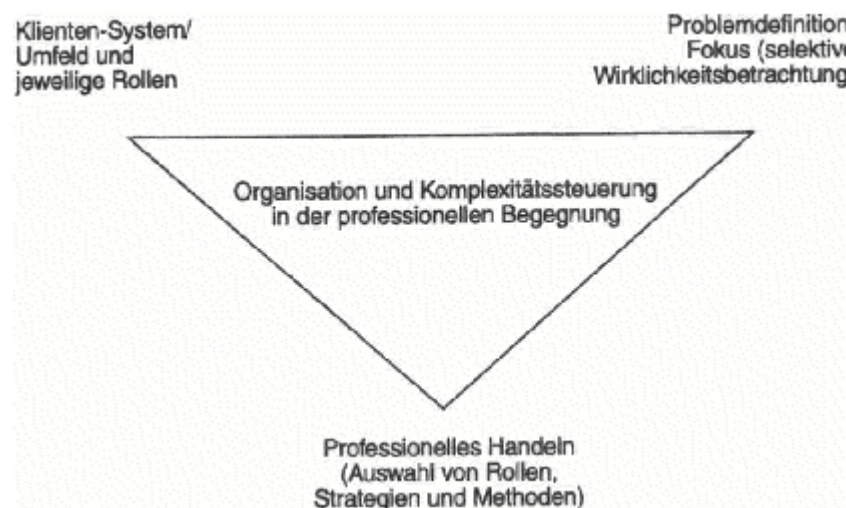 Klienten-System/
Umfeld und
jeweilige Rollen
Problemdefinition
Fokus (selektive
Wirklichkeitsbetrachtung
Organisation und Komplexitätssteuerung
in der professionellen Begegnung
Professionelles Handeln
(Auswahl von Rollen,
Strategien und Methoden)